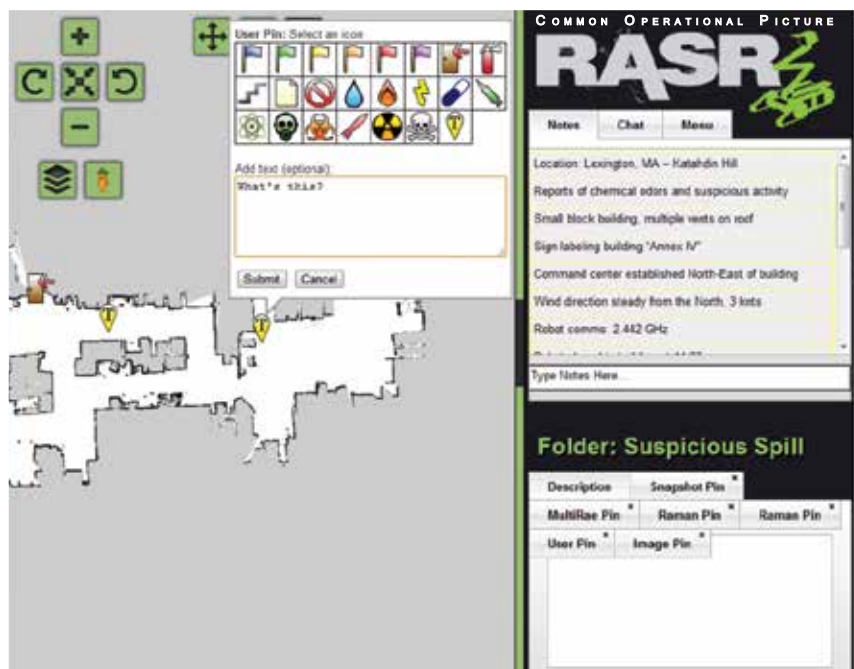 User Pin: Select an icon
Add text (optional):
What's this?
Submit Cancel
T
T
T
COMMON OPERATIONAL PICTURE
RASR
Notes Chat Menu
Location: Lexington, MA – Katahdin Hill
Reports of chemical odors and suspicious activity
Small block building, multiple vents on roof
Sign labeling building "Annex IV"
Command center established North-East of building
Wind direction steady from the North, 3 knts
Robot comms: 2.442 GHz
Type Notes Here...
Folder: Suspicious Spill
Description Snapshot Pin
MultiRae Pin Raman Pin Raman Pin
User Pin Image Pin